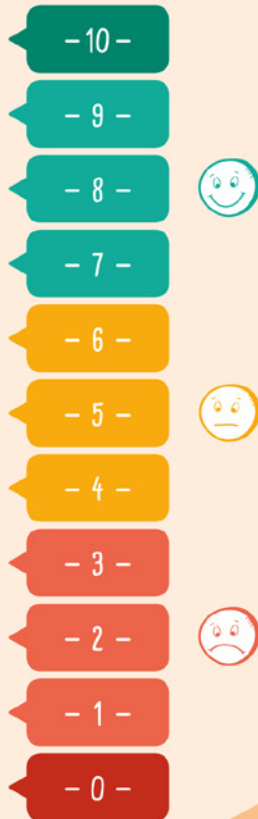 – 10 –
– 9 –
– 8 –
– 7 –
– 6 –
– 5 –
– 4 –
– 3 –
– 2 –
– 1 –
– 0 –